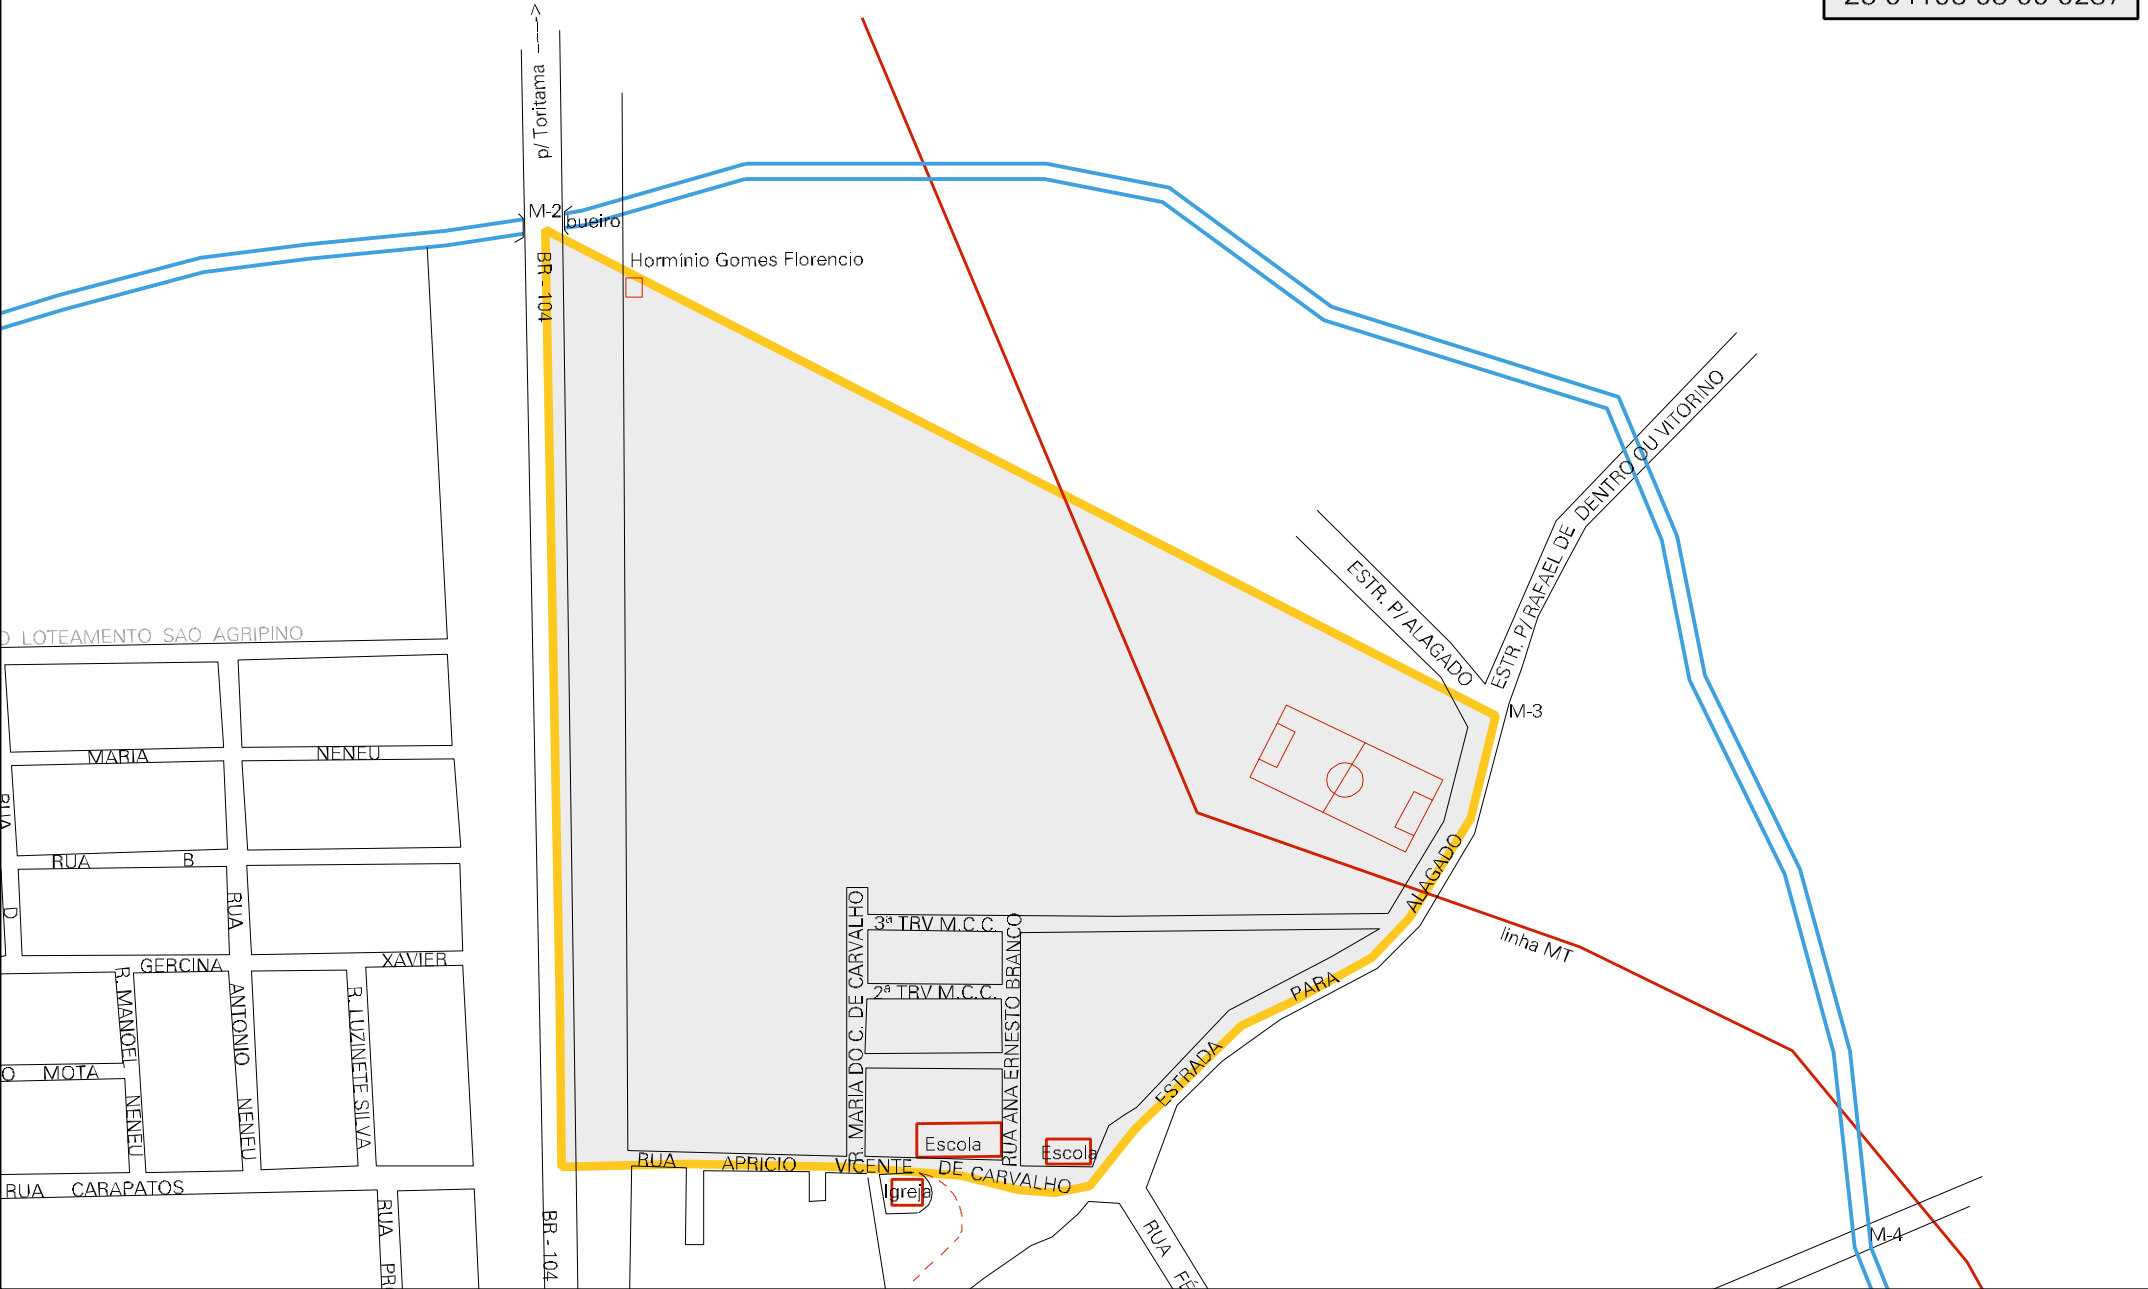 p/ Toritama ---->
M-2
bueiro
BR - 104
Hormínio Gomes Florencio
ESTR. P/RAFAEL DE DENTRO OU VITORINO
ESTR. P/ ALAGADO
M-3
LOTEAMENTO SAO AGRIPINO
MARIA NENEU
RUA B
RUA
D
RUA ANTONIO NENEU
GERCINA XAVIER
R. MANOEL NENEU
R. LUZINETE SILVA
O MOTA
RUA CARAPATOS
RUA
BR - 104
R. MARIA DO C. DE CARVALHO
3ª TRV M.C.C.
2ª TRV M.C.C.
RUA ANA ERNESTO BRANCO
Escola
Escola
ESTRADA PARA ALAGADO
linha MT
RUA APRICIO VICENTE DE CARVALHO
Igreja
RUA
M-4